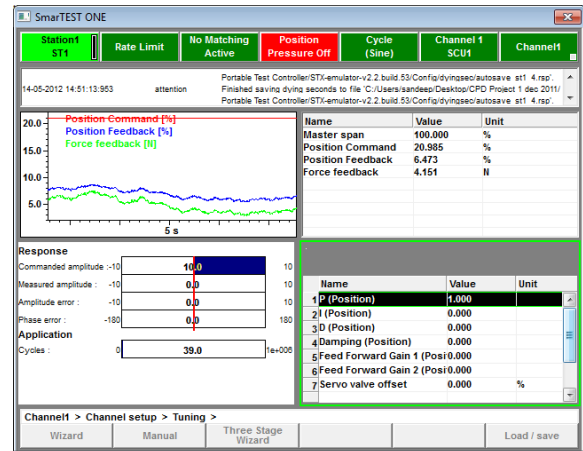 SmarTEST ONE
Station1 ST1
Rate Limit
No Matching Active
Position Pressure Off
Cycle (Sine)
Channel 1 SCU1
Channel1
Portable Test Controller/STX-emulator-v2.2.build.53/Config/dyingsec/autosave st1 4.rsp'.
14-05-2012 14:51:13:953 attention Finished saving dying seconds to file 'C:/Users/sandeep/Desktop/CPD Project 1 dec 2011/
Portable Test Controller/STX-emulator-v2.2.build.53/Config/dyingsec/autosave st1 4.rsp'.
20.0
15.0
10.0
5.0
Position Command [%]
Position Feedback [%]
Force feedback [N]
5 s
Name Value Unit
Master span 100.000 %
Position Command 20.985 %
Position Feedback 6.473 %
Force feedback 4.151 N
Response
Commanded amplitude : -10 10.0 10
Measured amplitude : -10 0.0 10
Amplitude error : -10 0.0 10
Phase error : -180 0.0 180
Application
Cycles : 0 39.0 1e+006
Name Value Unit
1 P (Position) 1.000
2 I (Position) 0.000
3 D (Position) 0.000
4 Damping (Position) 0.000
5 Feed Forward Gain 1 (Posi 0.000
6 Feed Forward Gain 2 (Posi 0.000
7 Servo valve offset 0.000 %
Channel1 > Channel setup > Tuning >
Wizard
Manual
Three Stage Wizard
Load / save